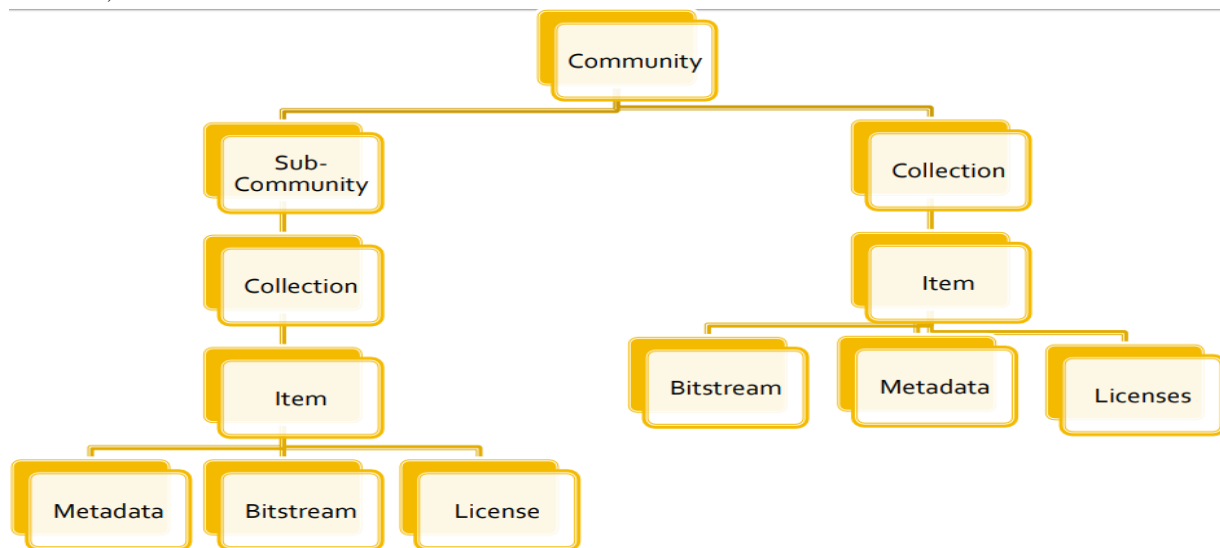 Community
Sub-
Community
Collection
Collection
Item
Item
Bitstream
Metadata
Licenses
Metadata
Bitstream
License